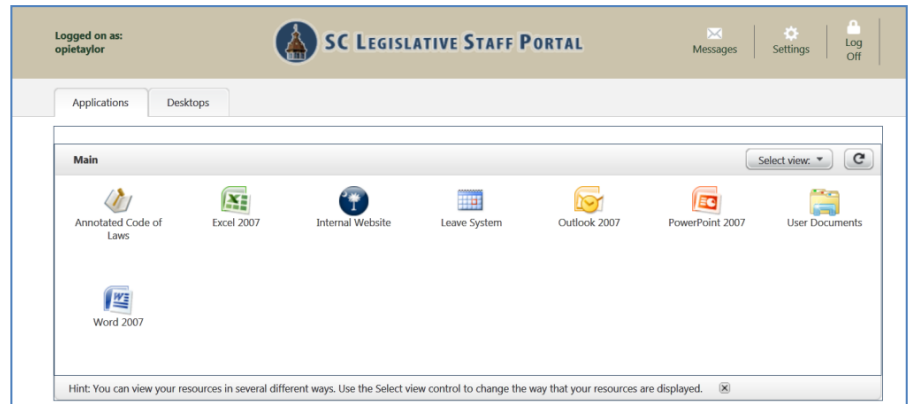 Logged on as:
opietaylor
SC LEGISLATIVE STAFF PORTAL
Messages
Settings
Log
Off
Applications
Desktops
Main
Select view:
Annotated Code of
Laws
Excel 2007
Internal Website
Leave System
Outlook 2007
PowerPoint 2007
User Documents
Word 2007
Hint: You can view your resources in several different ways. Use the Select view control to change the way that your resources are displayed.